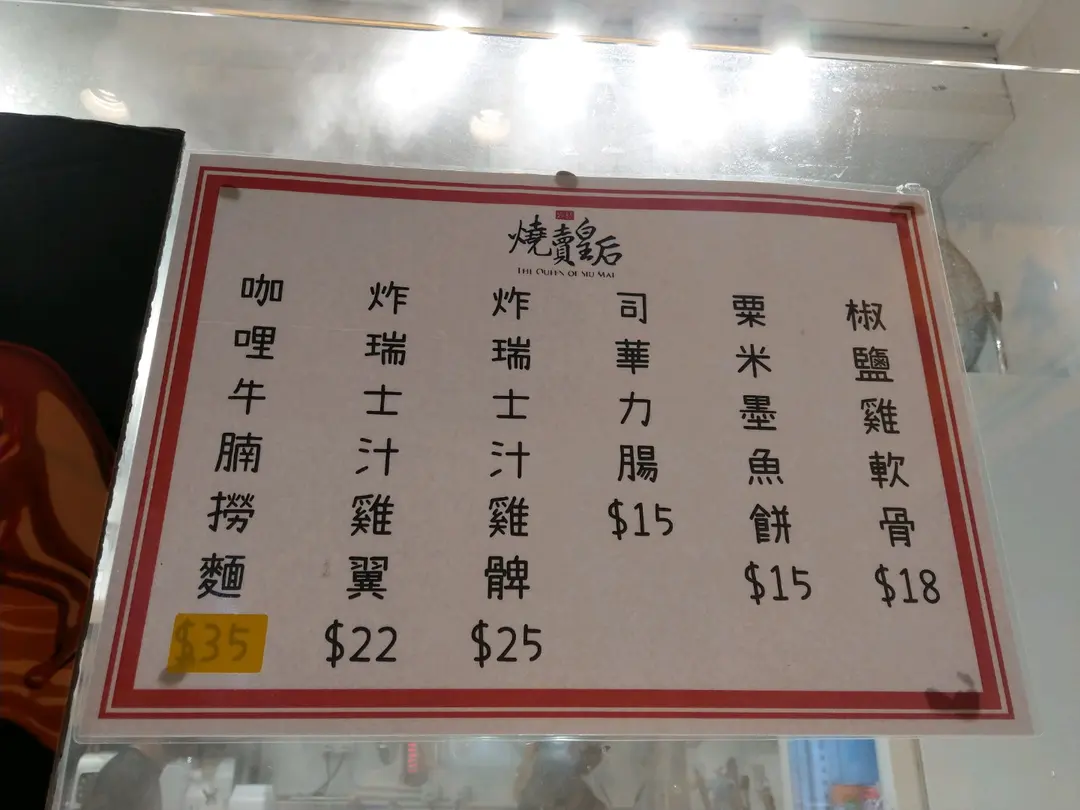 燒賣皇后
THE QUEEN OF SIU MAI
椒鹽雞軟骨
$18
粟米墨魚餅
$15
司華力腸
$15
炸瑞士汁雞髀
$25
炸瑞士汁雞翼
$22
咖哩牛腩撈麵
$35